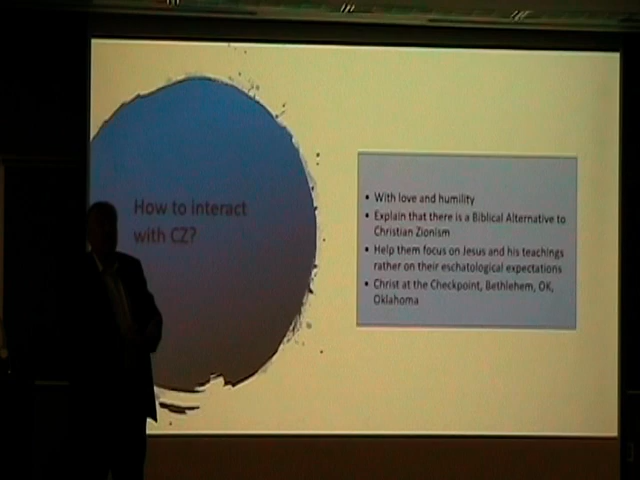 How to interact
with CZ?
• With love and humility
• Explain that there is a Biblical Alternative to
Christian Zionism
• Help them focus on Jesus and his teachings
rather on their eschatological expectations
• Christ at the Checkpoint, Bethlehem, OK,
Oklahoma